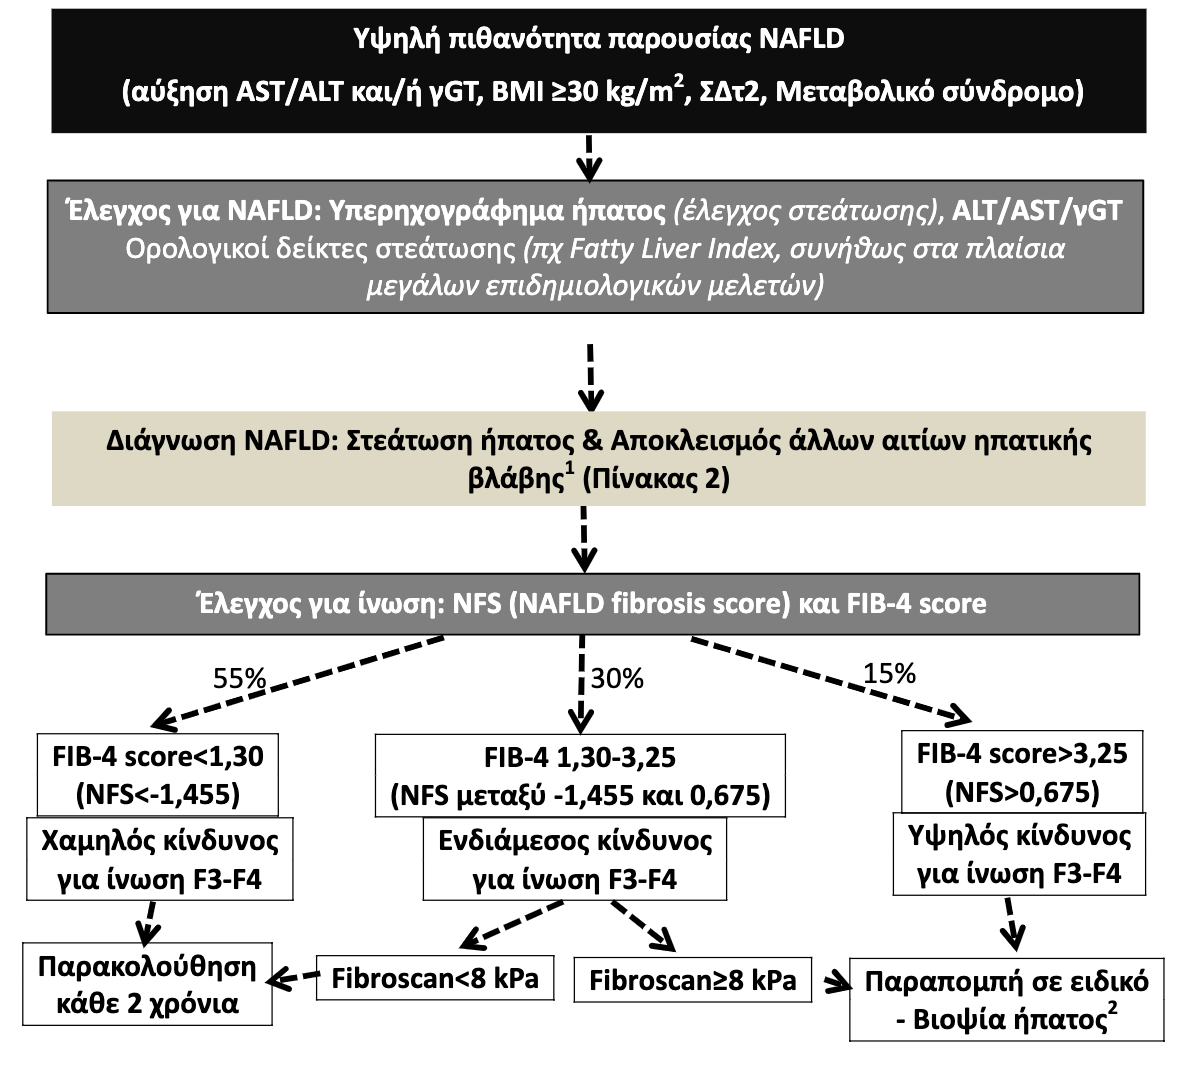 Υψηλή πιθανότητα παρουσίας NAFLD
(αύξηση AST/ALT και/ή γGT, BMI ≥30 kg/m², ΣΔτ2, Μεταβολικό σύνδρομο)
Έλεγχος για NAFLD: Υπερηχογράφημα ήπατος (έλεγχος στεάτωσης), ALT/AST/γGT
Ορολογικοί δείκτες στεάτωσης (πχ Fatty Liver Index, συνήθως στα πλαίσια
μεγάλων επιδημιολογικών μελετών)
Διάγνωση NAFLD: Στεάτωση ήπατος & Αποκλεισμός άλλων αιτίων ηπατικής
βλάβης¹ (Πίνακας 2)
Έλεγχος για ίνωση: NFS (NAFLD fibrosis score) και FIB-4 score
55%
30%
15%
FIB-4 score<1,30
(NFS<-1,455)
Χαμηλός κίνδυνος
για ίνωση F3-F4
FIB-4 1,30-3,25
(NFS μεταξύ -1,455 και 0,675)
Ενδιάμεσος κίνδυνος
για ίνωση F3-F4
FIB-4 score>3,25
(NFS>0,675)
Υψηλός κίνδυνος
για ίνωση F3-F4
Παρακολούθηση
κάθε 2 χρόνια
Fibroscan<8 kPa
Fibroscan≥8 kPa
Παραπομπή σε ειδικό
- Βιοψία ήπατος²